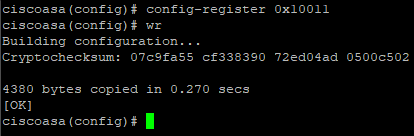 ciscoasa(config)# config-register 0x10011
ciscoasa(config)# wr
Building configuration...
Cryptochecksum: 07c9fa55 cf338390 72ed04ad 0500c502
4380 bytes copied in 0.270 secs
[OK]
ciscoasa(config)#